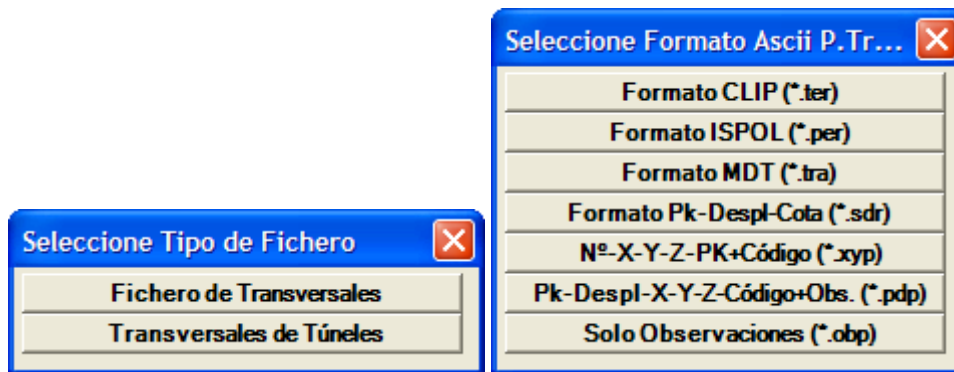 Seleccione Tipo de Fichero
Fichero de Transversales
Transversales de Túneles
Seleccione Formato Ascii P.Tr...
Formato CLIP (*.ter)
Formato ISPOL (*.per)
Formato MDT (*.tra)
Formato Pk-Despl-Cota (*.sdr)
Nº-X-Y-Z-PK+Código (*.xyp)
Pk-Despl-X-Y-Z-Código+Obs. (*.pdp)
Solo Observaciones (*.obp)